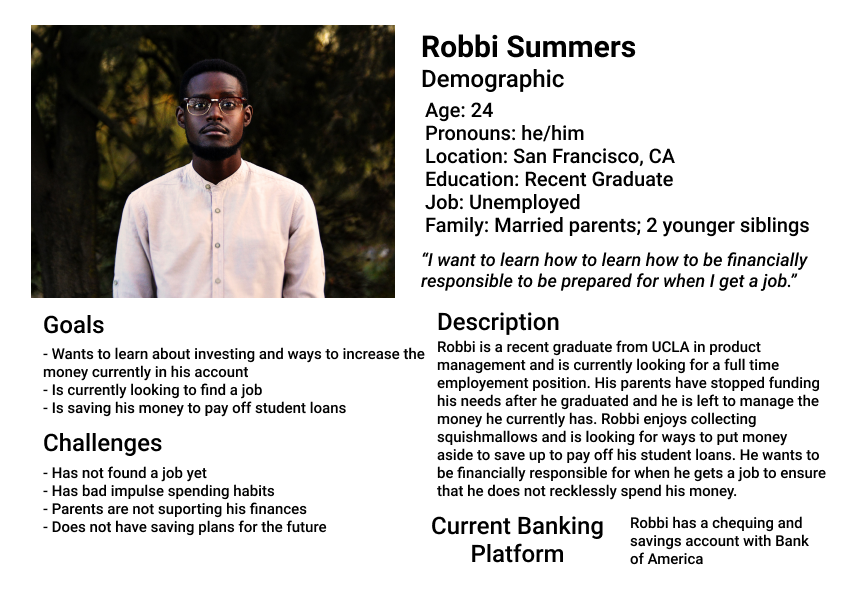 Robbi Summers
Demographic
Age: 24
Pronouns: he/him
Location: San Francisco, CA
Education: Recent Graduate
Job: Unemployed
Family: Married parents; 2 younger siblings
“I want to learn how to learn how to be financially
responsible to be prepared for when I get a job.”
Goals
- Wants to learn about investing and ways to increase the
money currently in his account
- Is currently looking to find a job
- Is saving his money to pay off student loans
Challenges
- Has not found a job yet
- Has bad impulse spending habits
- Parents are not suporting his finances
- Does not have saving plans for the future
Description
Robbi is a recent graduate from UCLA in product
management and is currently looking for a full time
employement position. His parents have stopped funding
his needs after he graduated and he is left to manage the
money he currently has. Robbi enjoys collecting
squishmallows and is looking for ways to put money
aside to save up to pay off his student loans. He wants to
be financially responsible for when he gets a job to ensure
that he does not recklessly spend his money.
Current Banking
Platform
Robbi has a chequing and
savings account with Bank
of America